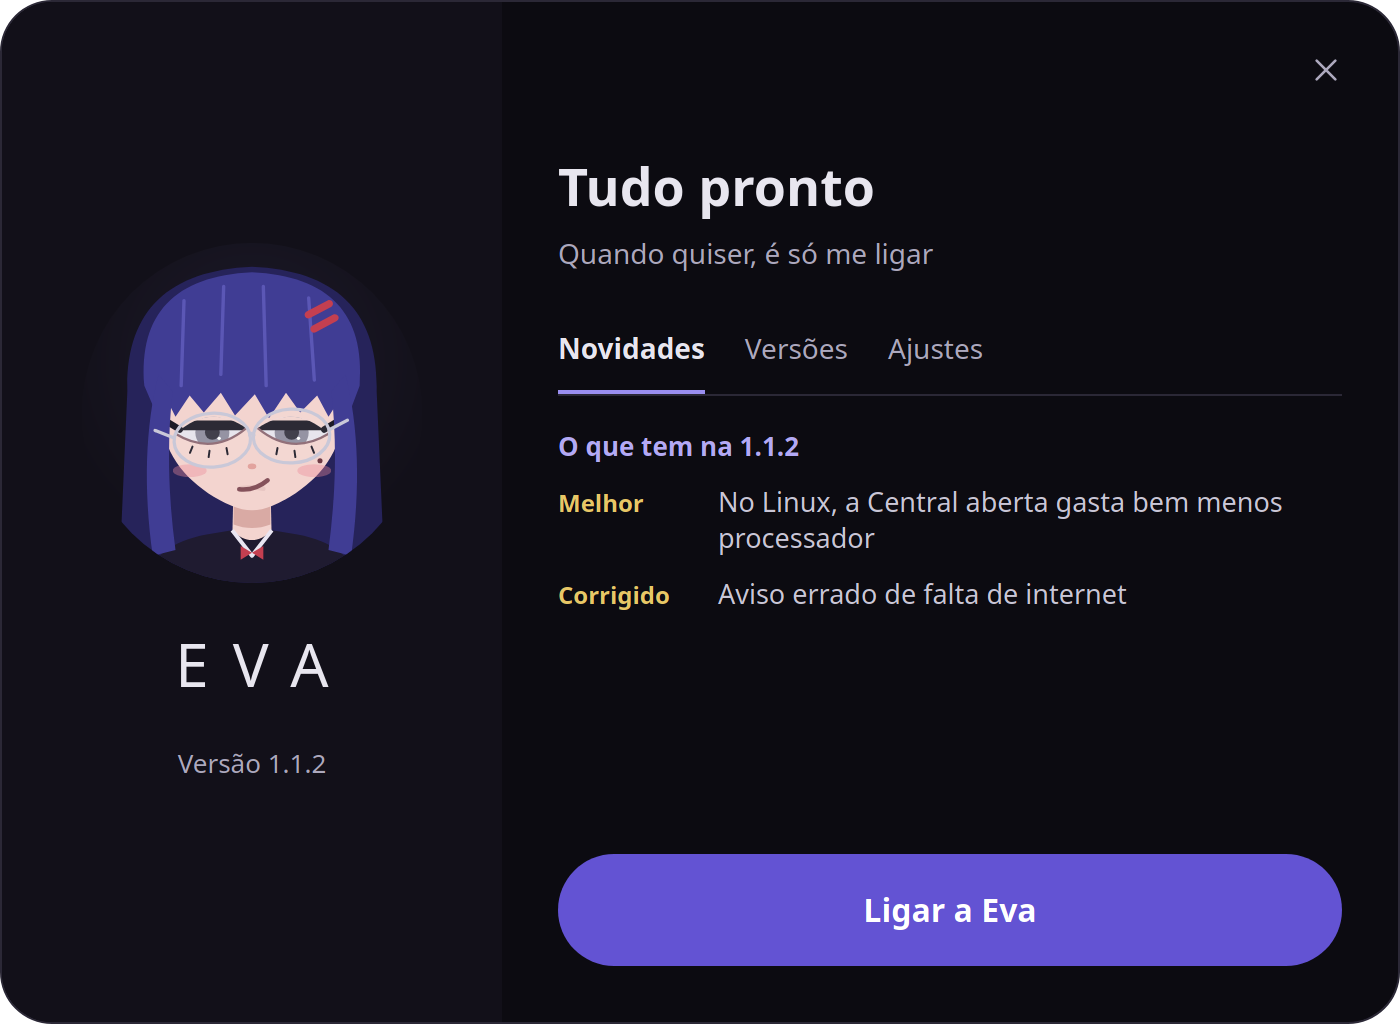 EVA
Versão 1.1.2
Tudo pronto
Quando quiser, é só me ligar
Novidades Versões Ajustes
O que tem na 1.1.2
Melhor No Linux, a Central aberta gasta bem menos
processador
Corrigido Aviso errado de falta de internet
Ligar a Eva